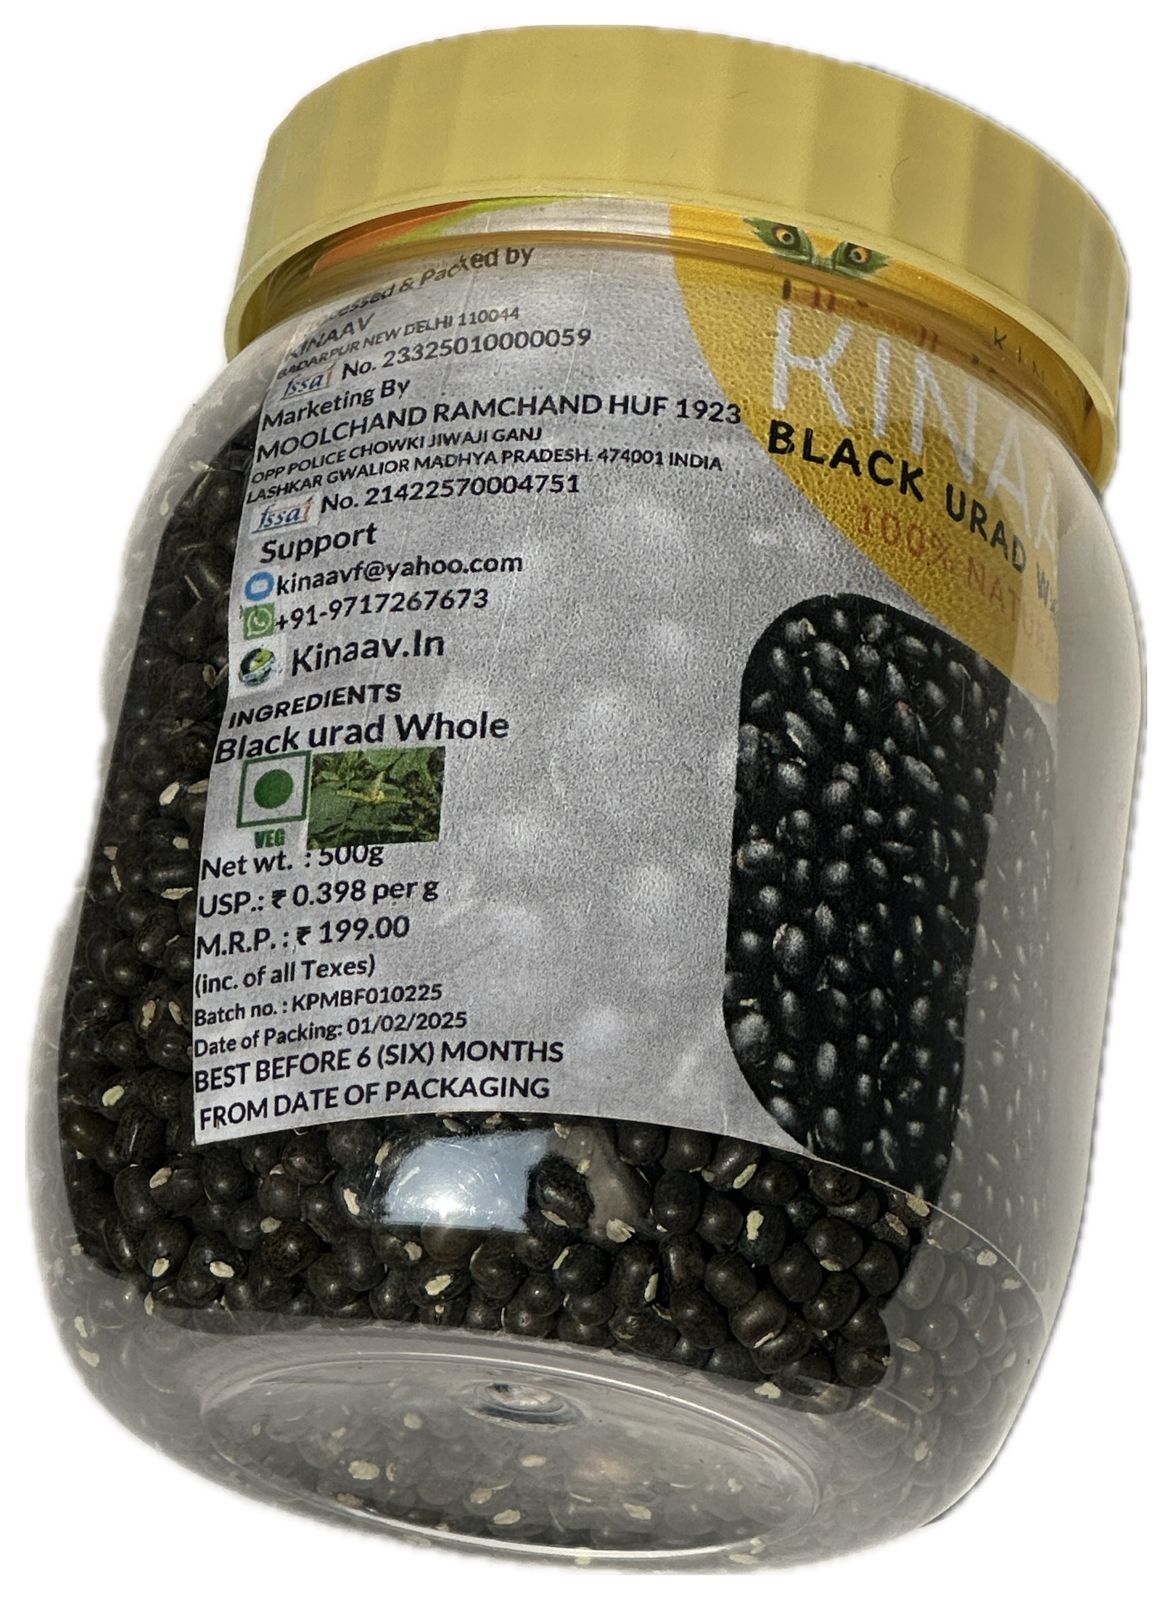 & Packed by
KINAAV
BADARPUR NEW DELHI 110044
fssai No. 23325010000059
Marketing By
MOOLCHAND RAMCHAND HUF 1923
OPP POLICE CHOWKI JIWAJI GANJ
LASHKAR GWALIOR MADHYA PRADESH. 474001 INDIA
fssai No. 21422570004751
Support
kinaavf@yahoo.com
+91-9717267673
Kinaav.In
INGREDIENTS
Black urad Whole
VEG
Net wt. : 500g
USP.: ₹ 0.398 per g
M.R.P. : ₹ 199.00
(inc. of all Texes)
Batch no. : KPMBF010225
Date of Packing: 01/02/2025
BEST BEFORE 6 (SIX) MONTHS
FROM DATE OF PACKAGING
KINAA
BLACK URAD
100%